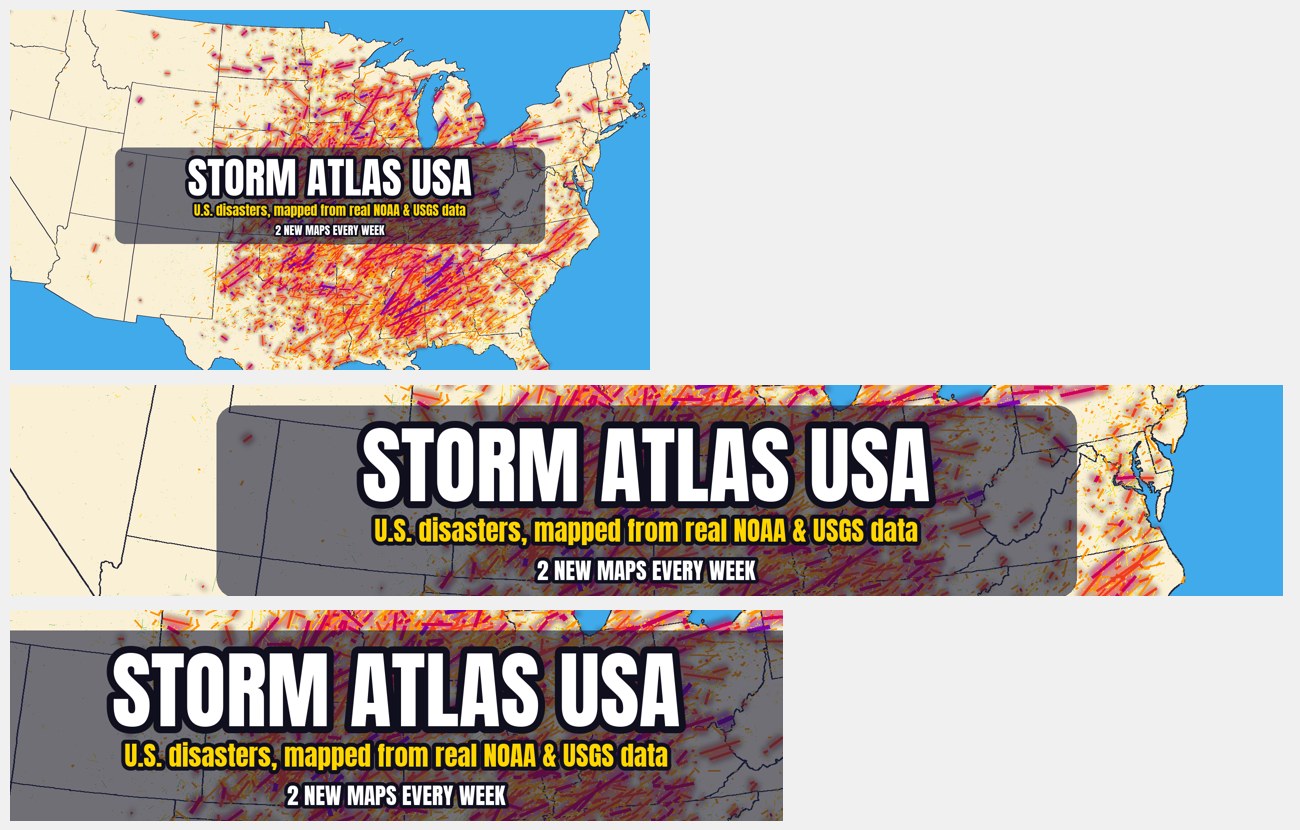 STORM ATLAS USA
U.S. disasters, mapped from real NOAA & USGS data
2 NEW MAPS EVERY WEEK
STORM ATLAS USA
U.S. disasters, mapped from real NOAA & USGS data
2 NEW MAPS EVERY WEEK
STORM ATLAS USA
U.S. disasters, mapped from real NOAA & USGS data
2 NEW MAPS EVERY WEEK